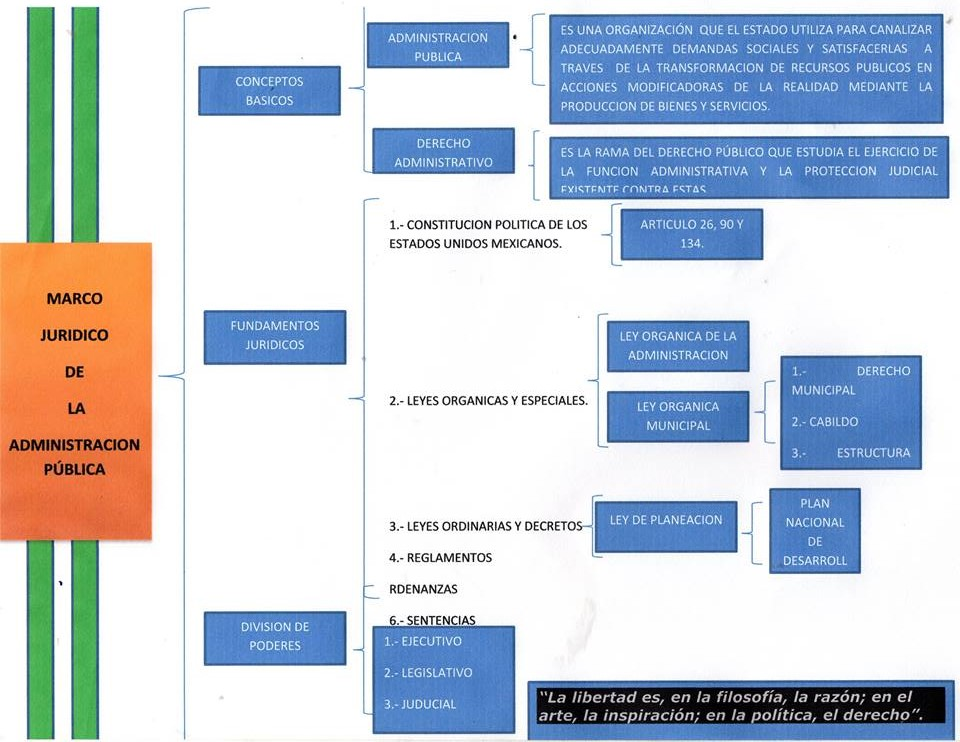 MARCO
JURIDICO
DE
LA
ADMINISTRACION
PÚBLICA
CONCEPTOS
BASICOS
ADMINISTRACION
PUBLICA
ES UNA ORGANIZACIÓN QUE EL ESTADO UTILIZA PARA CANALIZAR
ADECUADAMENTE DEMANDAS SOCIALES Y SATISFACERLAS A
TRAVES DE LA TRANSFORMACION DE RECURSOS PUBLICOS EN
ACCIONES MODIFICADORAS DE LA REALIDAD MEDIANTE LA
PRODUCCION DE BIENES Y SERVICIOS.
DERECHO
ADMINISTRATIVO
ES LA RAMA DEL DERECHO PÚBLICO QUE ESTUDIA EL EJERCICIO DE
LA FUNCION ADMINISTRATIVA Y LA PROTECCION JUDICIAL
EXISTENTE CONTRA ESTAS
FUNDAMENTOS
JURIDICOS
1.- CONSTITUCION POLITICA DE LOS
ESTADOS UNIDOS MEXICANOS.
ARTICULO 26, 90 Y
134.
2.- LEYES ORGANICAS Y ESPECIALES.
LEY ORGANICA DE LA
ADMINISTRACION
LEY ORGANICA
MUNICIPAL
1.- DERECHO
MUNICIPAL
2.- CABILDO
3.- ESTRUCTURA
3.- LEYES ORDINARIAS Y DECRETOS
LEY DE PLANEACION
PLAN
NACIONAL
DE
DESARROLL
4.- REGLAMENTOS
RDENANZAS
6.- SENTENCIAS
DIVISION DE
PODERES
1.- EJECUTIVO
2.- LEGISLATIVO
3.- JUDUCIAL
“La libertad es, en la filosofía, la razón; en el
arte, la inspiración; en la política, el derecho”.